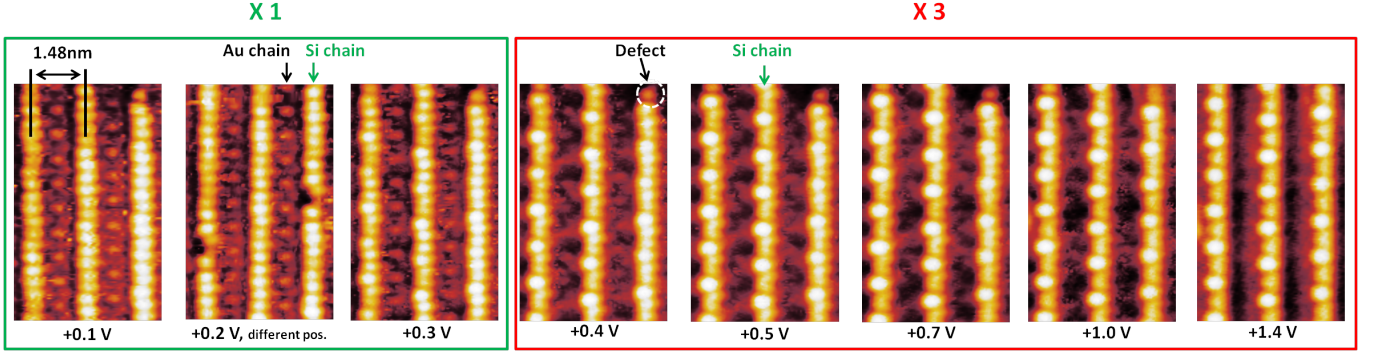 X 1
X 3
1.48nm
Au chain
Si chain
Defect
Si chain
+0.1 V
+0.2 V, different pos.
+0.3 V
+0.4 V
+0.5 V
+0.7 V
+1.0 V
+1.4 V